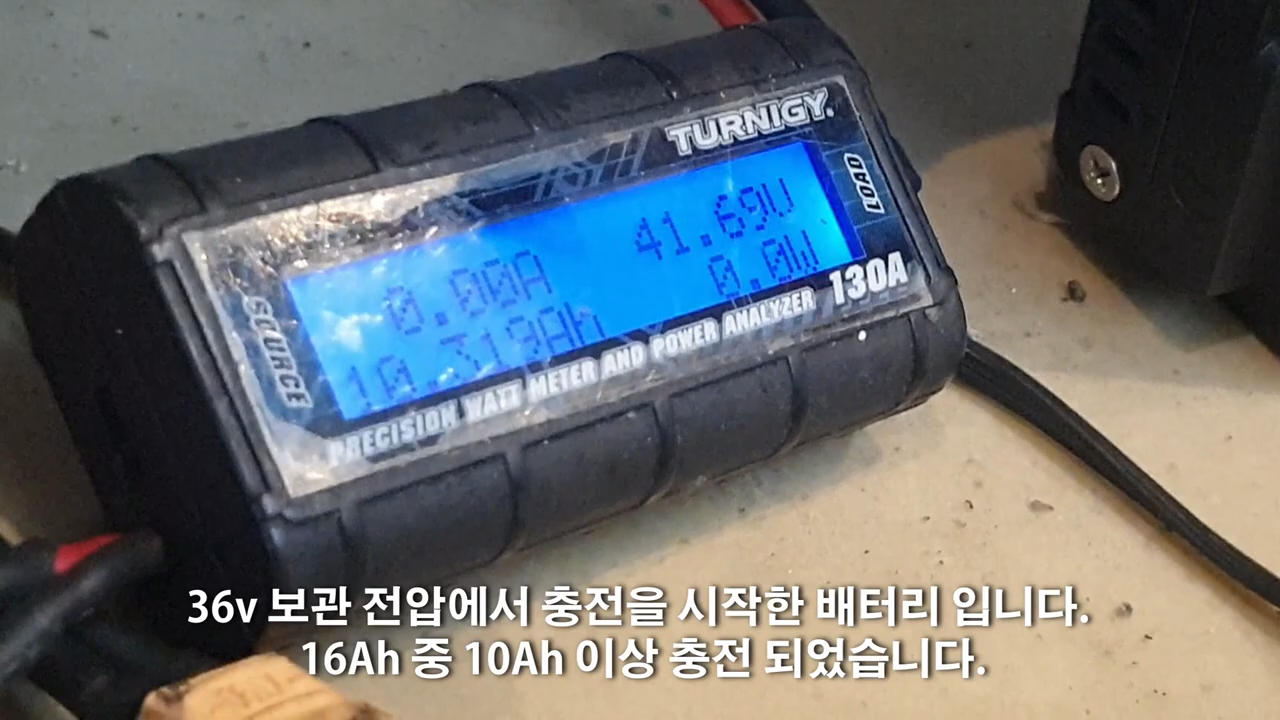 TURNIGY.
SOURCE
LOAD
0.00A 41.69V
10.319Ah 0.0W
PRECISION WATT METER AND POWER ANALYZER 130A
36v 보관 전압에서 충전을 시작한 배터리 입니다.
16Ah 중 10Ah 이상 충전 되었습니다.